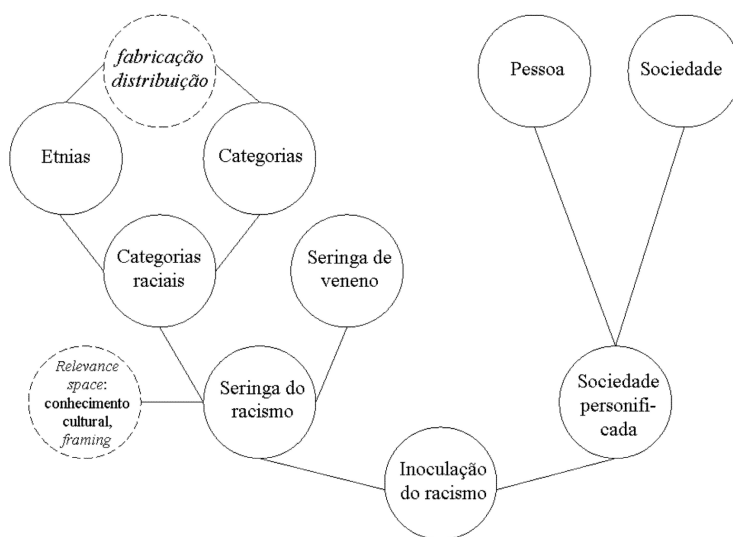 fabricação
distribuição
Pessoa
Sociedade
Etnias
Categorias
Categorias
raciais
Seringa de
veneno
Relevance
space:
conhecimento
cultural,
framing
Seringa do
racismo
Sociedade
personifi-
cada
Inoculação
do racismo